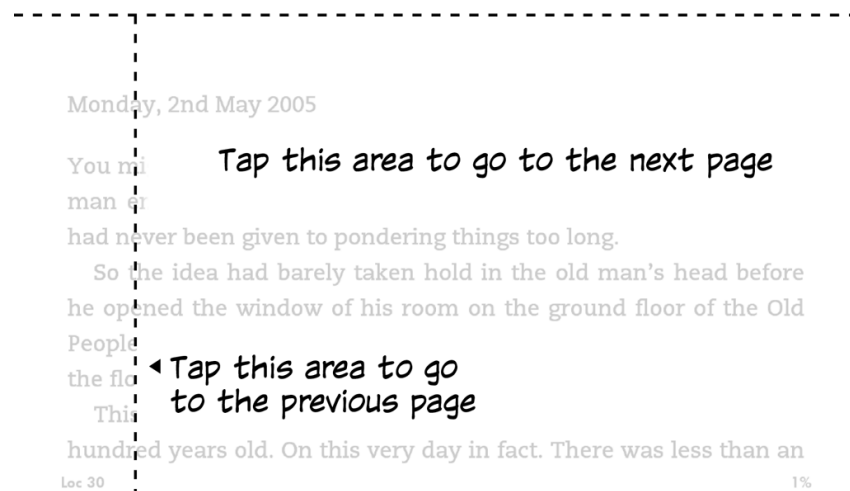 Monday, 2nd May 2005
Tap this area to go to the next page
You mi
man er
had never been given to pondering things too long.
So the idea had barely taken hold in the old man's head before
he opened the window of his room on the ground floor of the Old
People
the flo
◂ Tap this area to go
to the previous page
This
hundred years old. On this very day in fact. There was less than an
Loc 30
1%